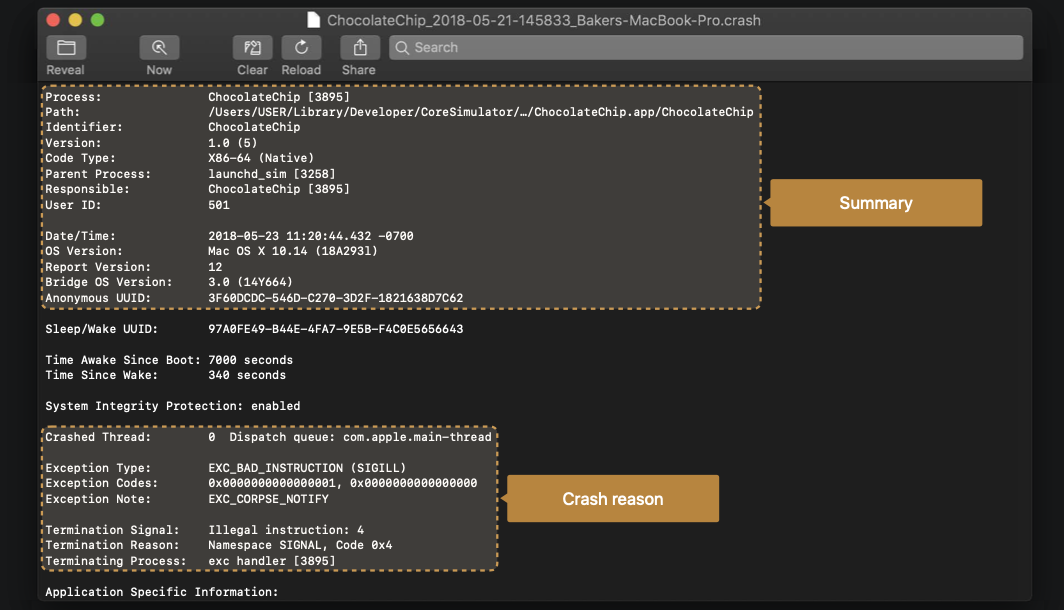 ChocolateChip_2018-05-21-145833_Bakers-MacBook-Pro.crash
Search
Reveal Now Clear Reload Share
Process: ChocolateChip [3895]
Path: /Users/USER/Library/Developer/CoreSimulator/…/ChocolateChip.app/ChocolateChip
Identifier: ChocolateChip
Version: 1.0 (5)
Code Type: X86-64 (Native)
Parent Process: launchd_sim [3258]
Responsible: ChocolateChip [3895]
User ID: 501
Summary
Date/Time: 2018-05-23 11:20:44.432 -0700
OS Version: Mac OS X 10.14 (18A293l)
Report Version: 12
Bridge OS Version: 3.0 (14Y664)
Anonymous UUID: 3F60DCDC-546D-C270-3D2F-1821638D7C62
Sleep/Wake UUID: 97A0FE49-B44E-4FA7-9E5B-F4C0E5656643
Time Awake Since Boot: 7000 seconds
Time Since Wake: 340 seconds
System Integrity Protection: enabled
Crashed Thread: 0 Dispatch queue: com.apple.main-thread
Exception Type: EXC_BAD_INSTRUCTION (SIGILL)
Exception Codes: 0x0000000000000001, 0x0000000000000000
Exception Note: EXC_CORPSE_NOTIFY
Crash reason
Termination Signal: Illegal instruction: 4
Termination Reason: Namespace SIGNAL, Code 0x4
Terminating Process: exc handler [3895]
Application Specific Information: